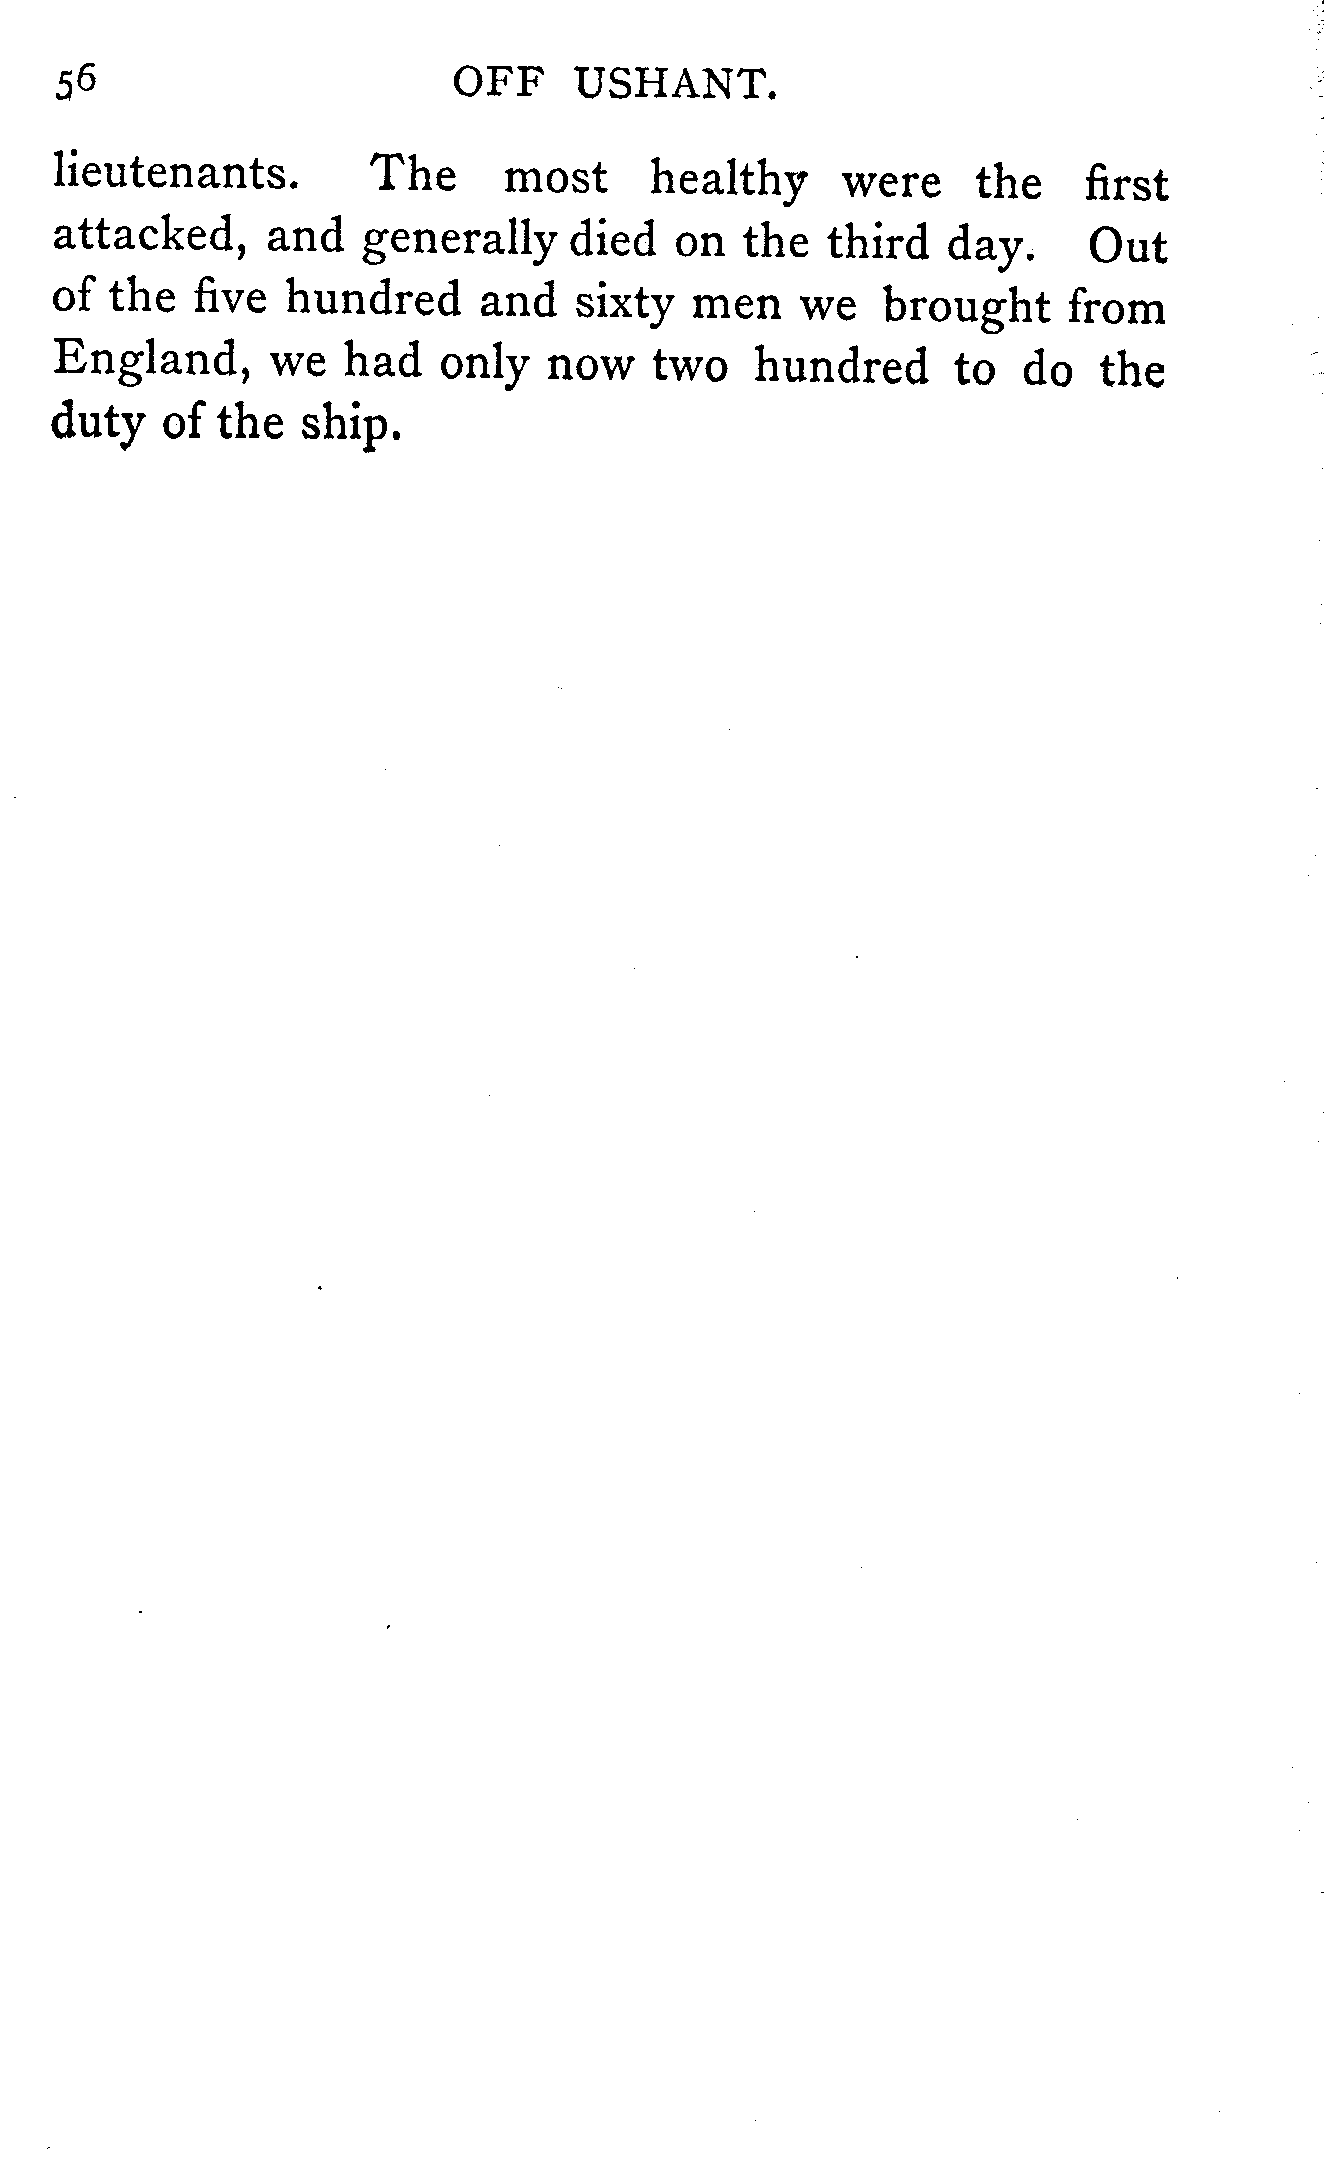 56 OFF USHANT.
lieutenants. The most healthy were the first
attacked, and generally died on the third day. Out
of the five hundred and sixty men we brought from
England, we had only now two hundred to do the
duty of the ship.